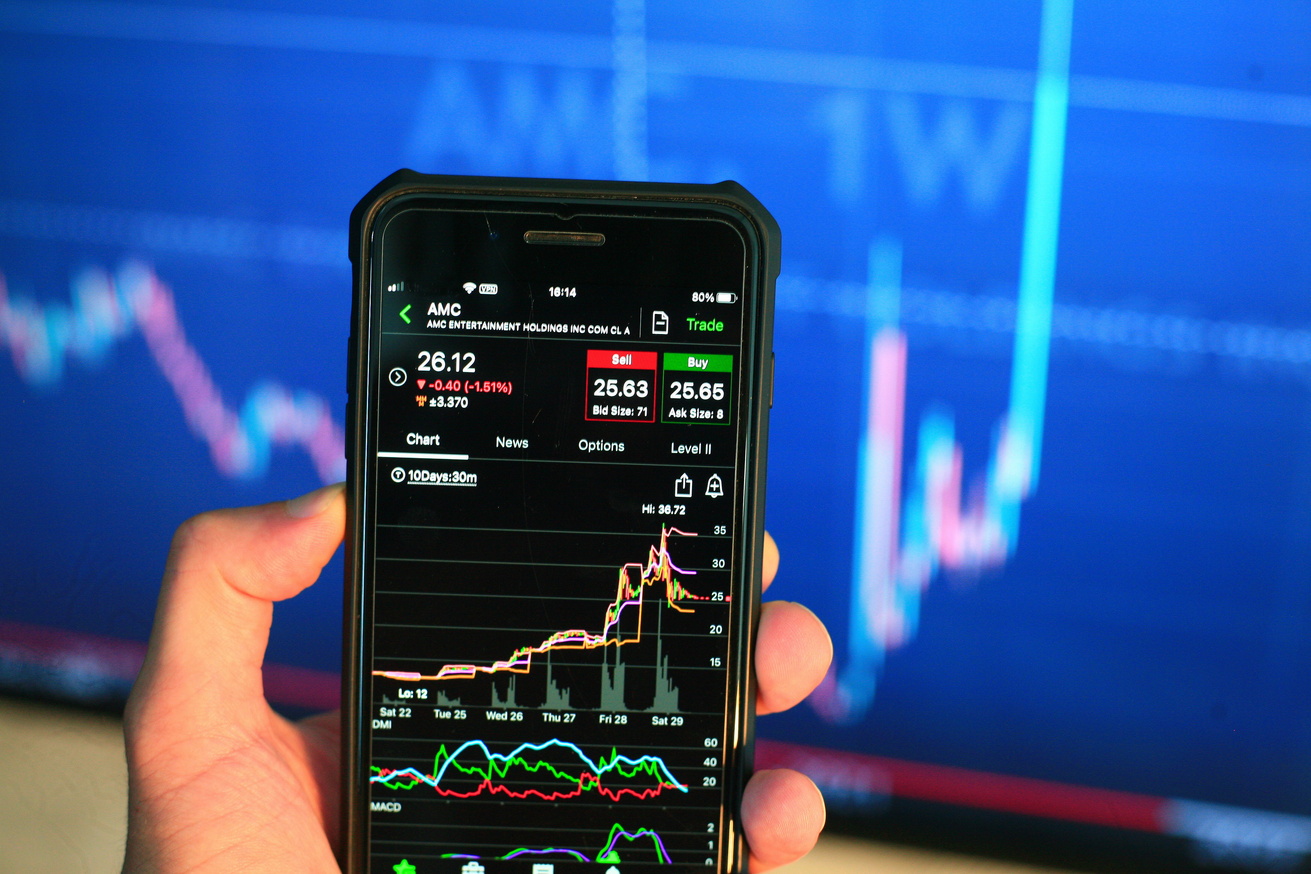 AMC 1W
VPN 16:14 80%
AMC
AMC ENTERTAINMENT HOLDINGS INC COM CL A
Trade
26.12
-0.40 (-1.51%)
±3.370
Sell
25.63
Bid Size: 71
Buy
25.65
Ask Size: 8
Chart News Options Level II
T 10Days:30m
Hi: 36.72
35
30
25
20
15
Lo: 12
Sat 22 Tue 25 Wed 26 Thu 27 Fri 28 Sat 29
DMI
60
40
20
MACD
2
1
0